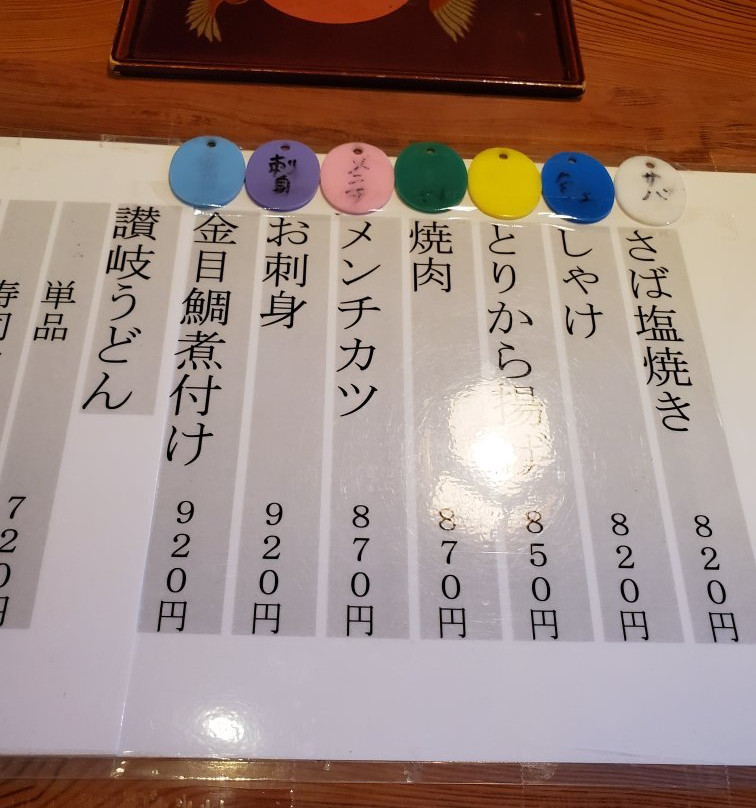 サバ
刺身
さば塩焼き
820円
しゃけ
820円
とりから揚げ
850円
焼肉
870円
メンチカツ
870円
お刺身
920円
金目鯛煮付け
920円
讃岐うどん
単品
720円